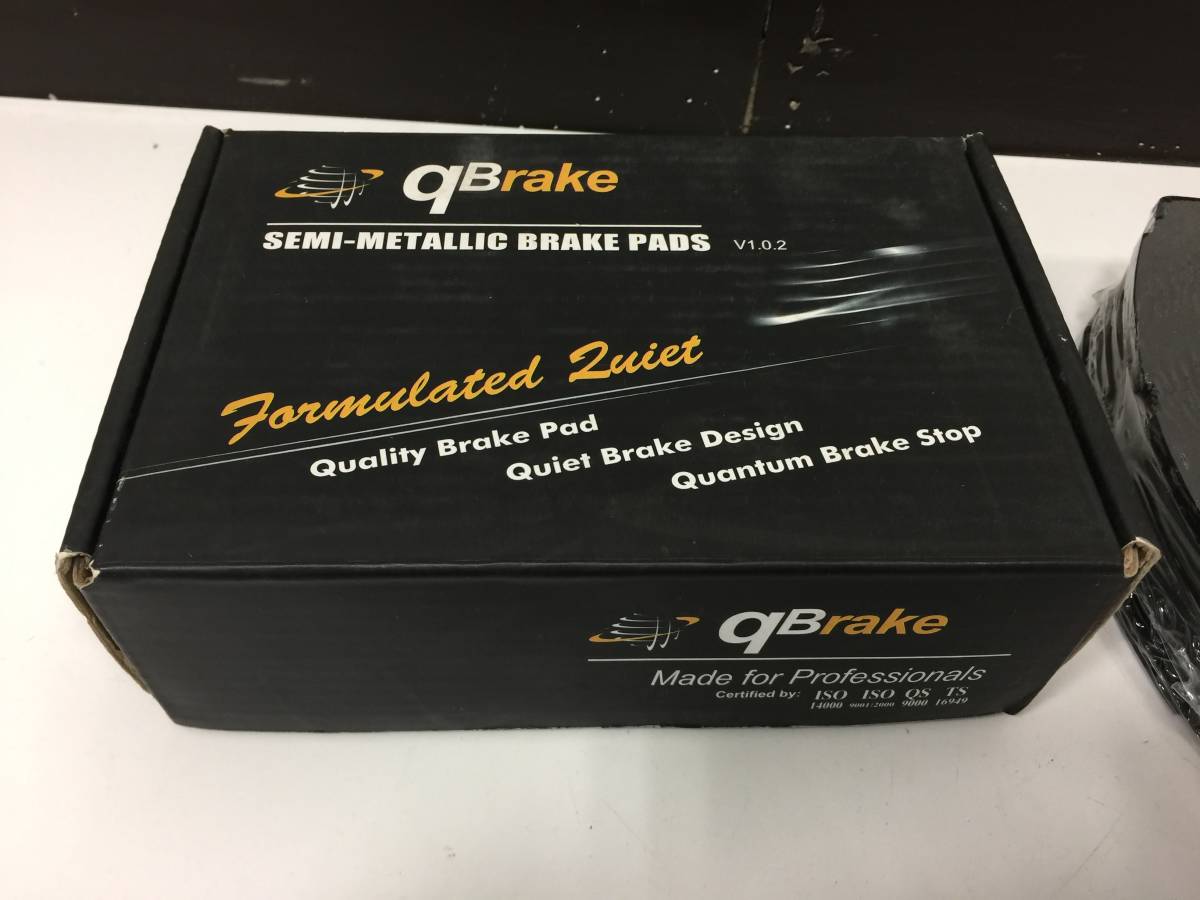 qBrake
SEMI-METALLIC BRAKE PADS V1.0.2
Formulated Quiet
Quality Brake Pad
Quiet Brake Design
Quantum Brake Stop
qBrake
Made for Professionals
Certified by: ISO ISO QS TS
14000 9001:2000 9000 16949